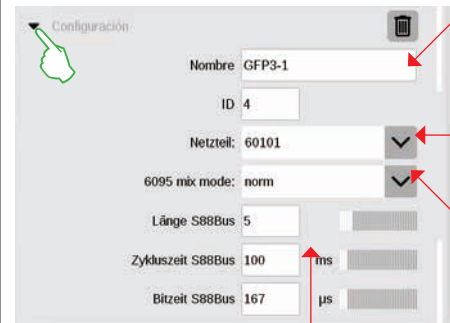 Configuración
Nombre GFP3-1
ID 4
Netzteil: 60101
6095 mix mode: norm
Länge S88Bus 5
Zykluszeit S88Bus 100 ms
Bitzeit S88Bus 167 µs